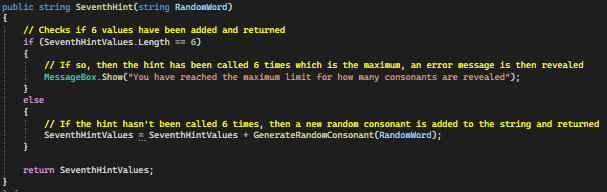 public string SeventhHint(string RandomWord)
{
// Checks if 6 values have been added and returned
if (SeventhHintValues.Length == 6)
{
// If so, then the hint has been called 6 times which is the maximum, an error message is then revealed
MessageBox.Show("You have reached the maximum limit for how many consonants are revealed");
}
else
{
// If the hint hasn't been called 6 times, then a new random consonant is added to the string and returned
SeventhHintValues = SeventhHintValues + GenerateRandomConsonant(RandomWord);
}
return SeventhHintValues;
}